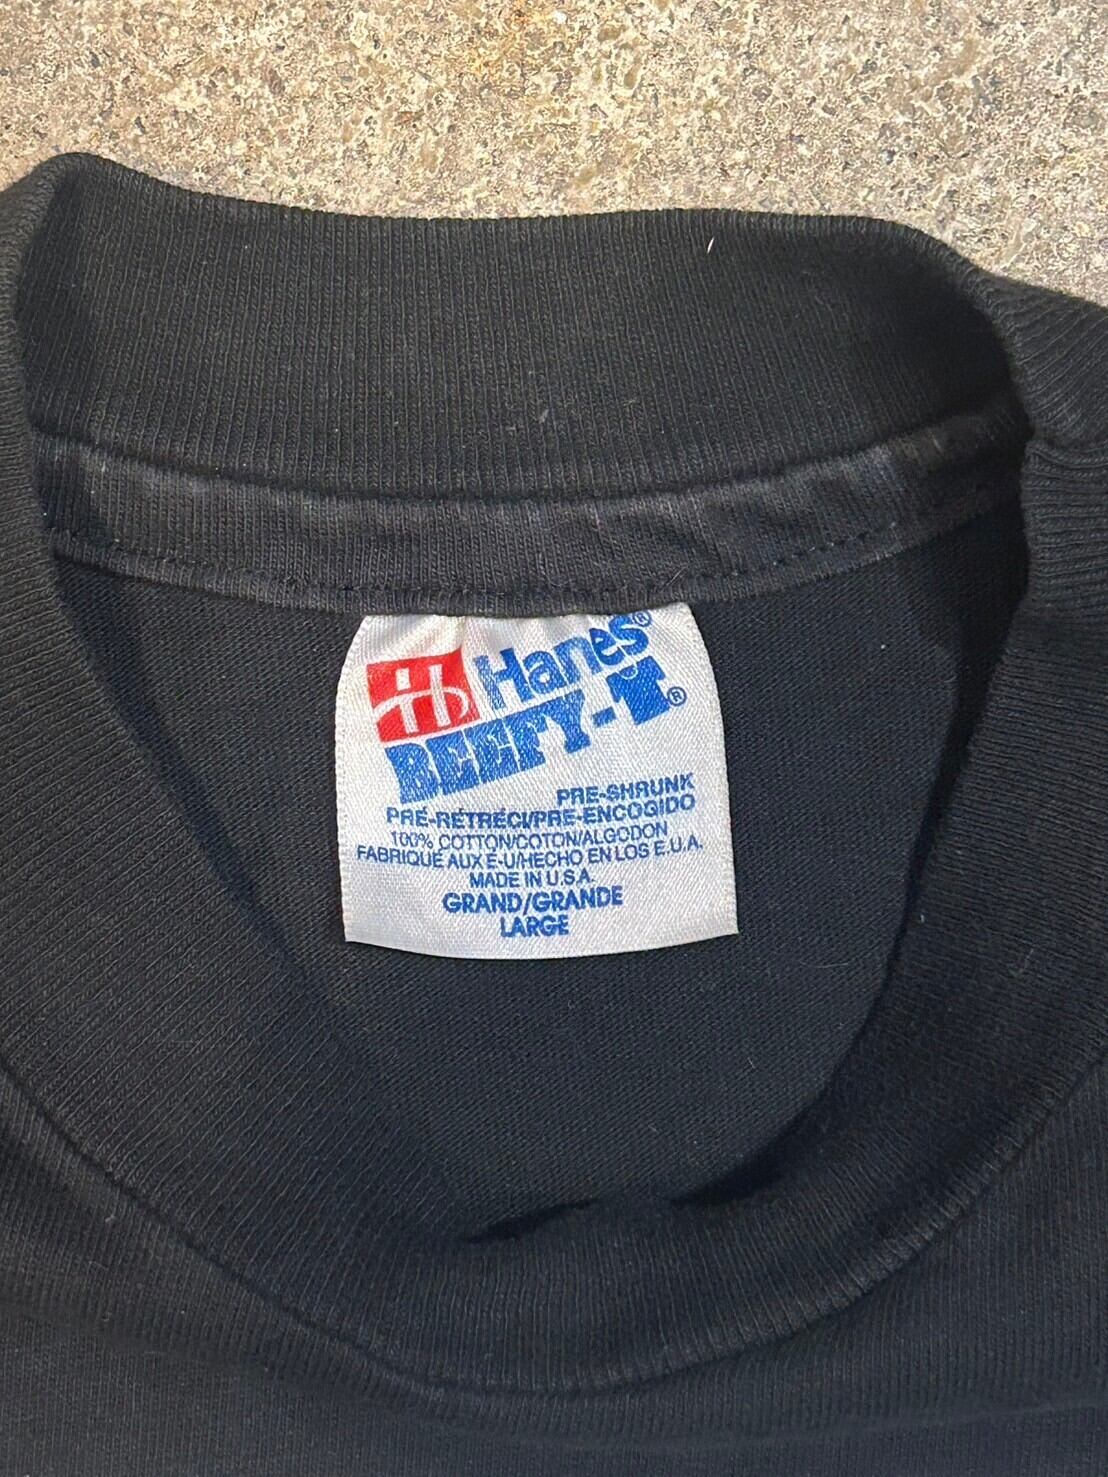 Hanes®
BEEFY-T®
PRE-SHRUNK
PRÉ-RÉTRÉCI/PRE-ENCOGIDO
100% COTTON/COTON/ALGODON
FABRIQUÉ AUX E-U/HECHO EN LOS E.U.A.
MADE IN U.S.A.
GRAND/GRANDE
LARGE